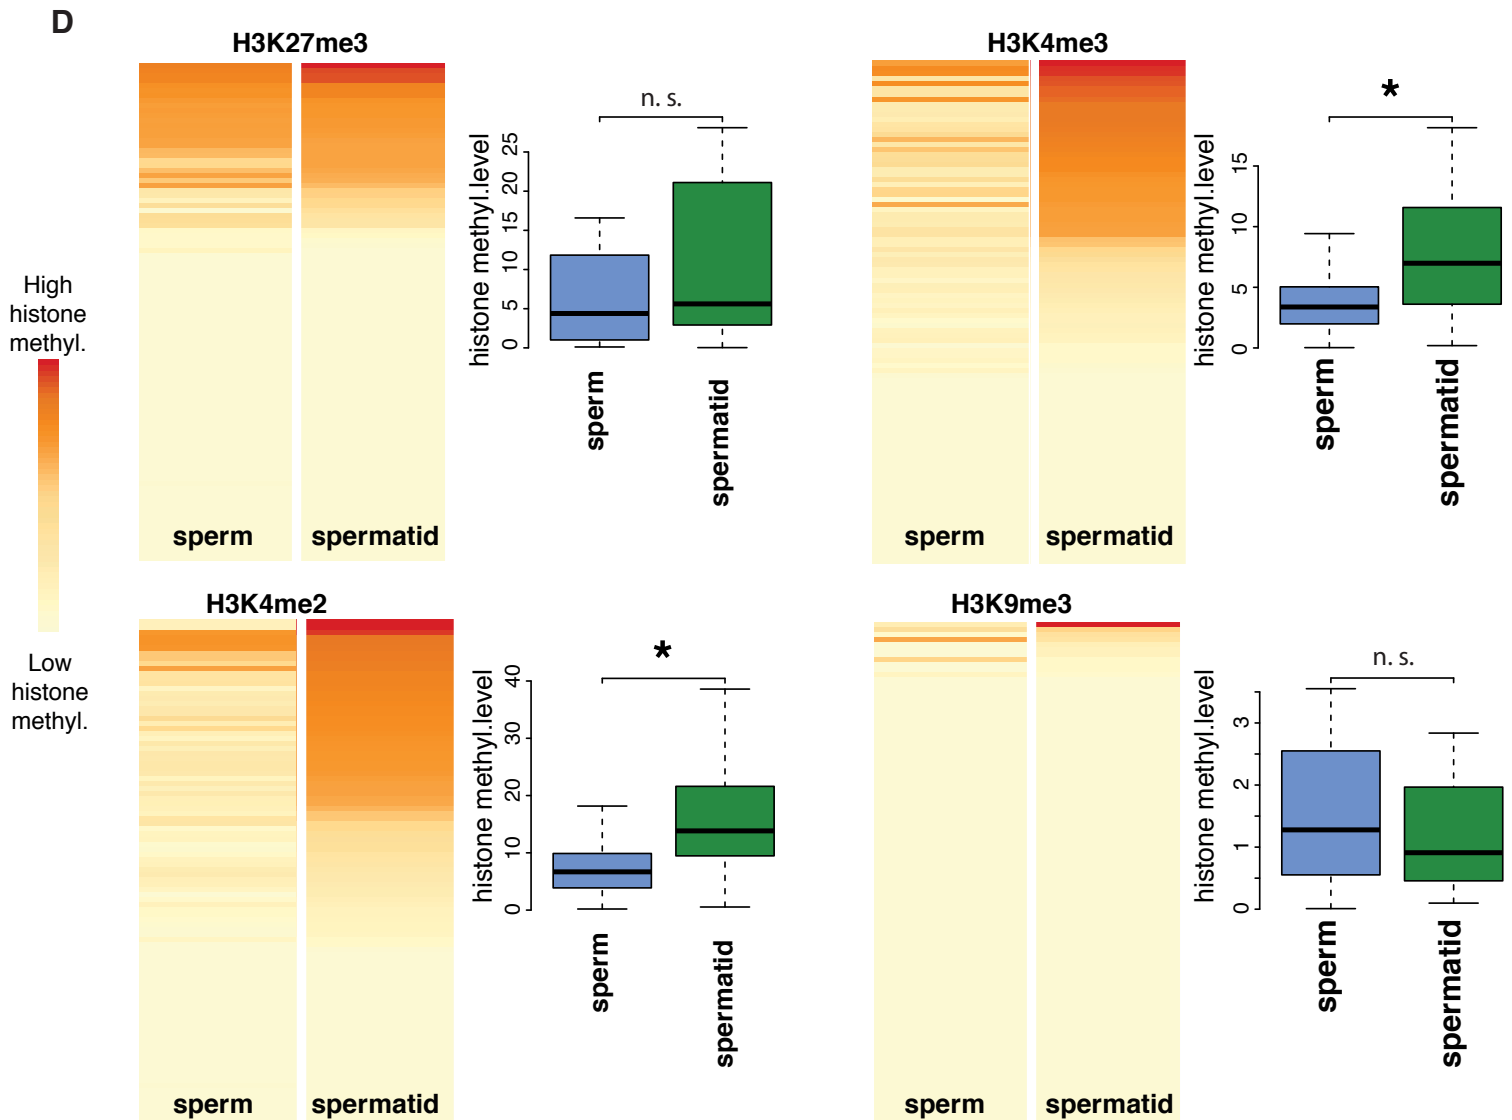 D
H3K27me3
n. s.
histone methyl.level
0 5 10 15 20 25
sperm
spermatid
sperm
spermatid
H3K4me3
*
histone methyl.level
0 5 10 15
sperm
spermatid
sperm
spermatid
High
histone
methyl.
Low
histone
methyl.
H3K4me2
*
histone methyl.level
0 10 20 30 40
sperm
spermatid
sperm
spermatid
H3K9me3
n. s.
histone methyl.level
0 1 2 3
sperm
spermatid
sperm
spermatid